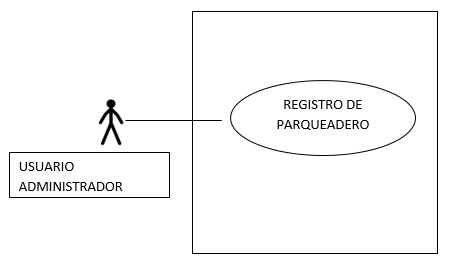 REGISTRO DE
PARQUEADERO
USUARIO
ADMINISTRADOR